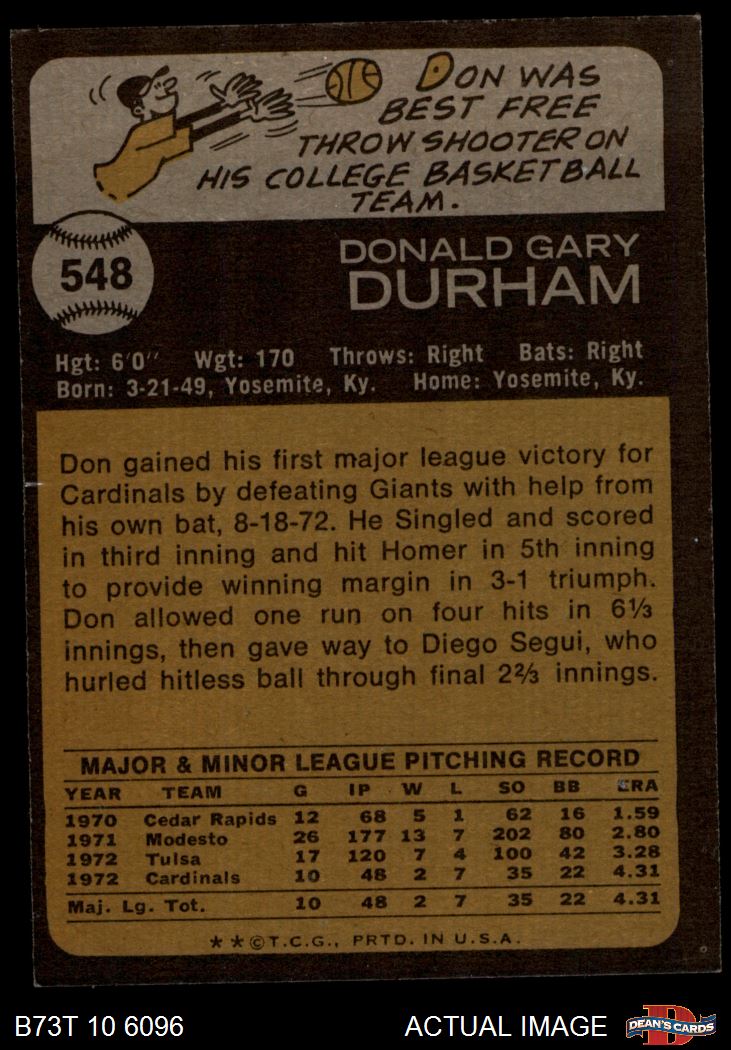 DON WAS
BEST FREE
THROW SHOOTER ON
HIS COLLEGE BASKETBALL
TEAM.
548
DONALD GARY
DURHAM
Hgt: 6'0" Wgt: 170 Throws: Right Bats: Right
Born: 3-21-49, Yosemite, Ky. Home: Yosemite, Ky.
Don gained his first major league victory for
Cardinals by defeating Giants with help from
his own bat, 8-18-72. He Singled and scored
in third inning and hit Homer in 5th inning
to provide winning margin in 3-1 triumph.
Don allowed one run on four hits in 6⅓
innings, then gave way to Diego Segui, who
hurled hitless ball through final 2⅔ innings.
MAJOR & MINOR LEAGUE PITCHING RECORD
YEAR TEAM G IP W L SO BB ERA
1970 Cedar Rapids 12 68 5 1 62 16 1.59
1971 Modesto 26 177 13 7 202 80 2.80
1972 Tulsa 17 120 7 4 100 42 3.28
1972 Cardinals 10 48 2 7 35 22 4.31
Maj. Lg. Tot. 10 48 2 7 35 22 4.31
★ ★ © T.C.G., PRTD. IN U.S.A.
B73T 10 6096 ACTUAL IMAGE
D
DEAN'S CARDS